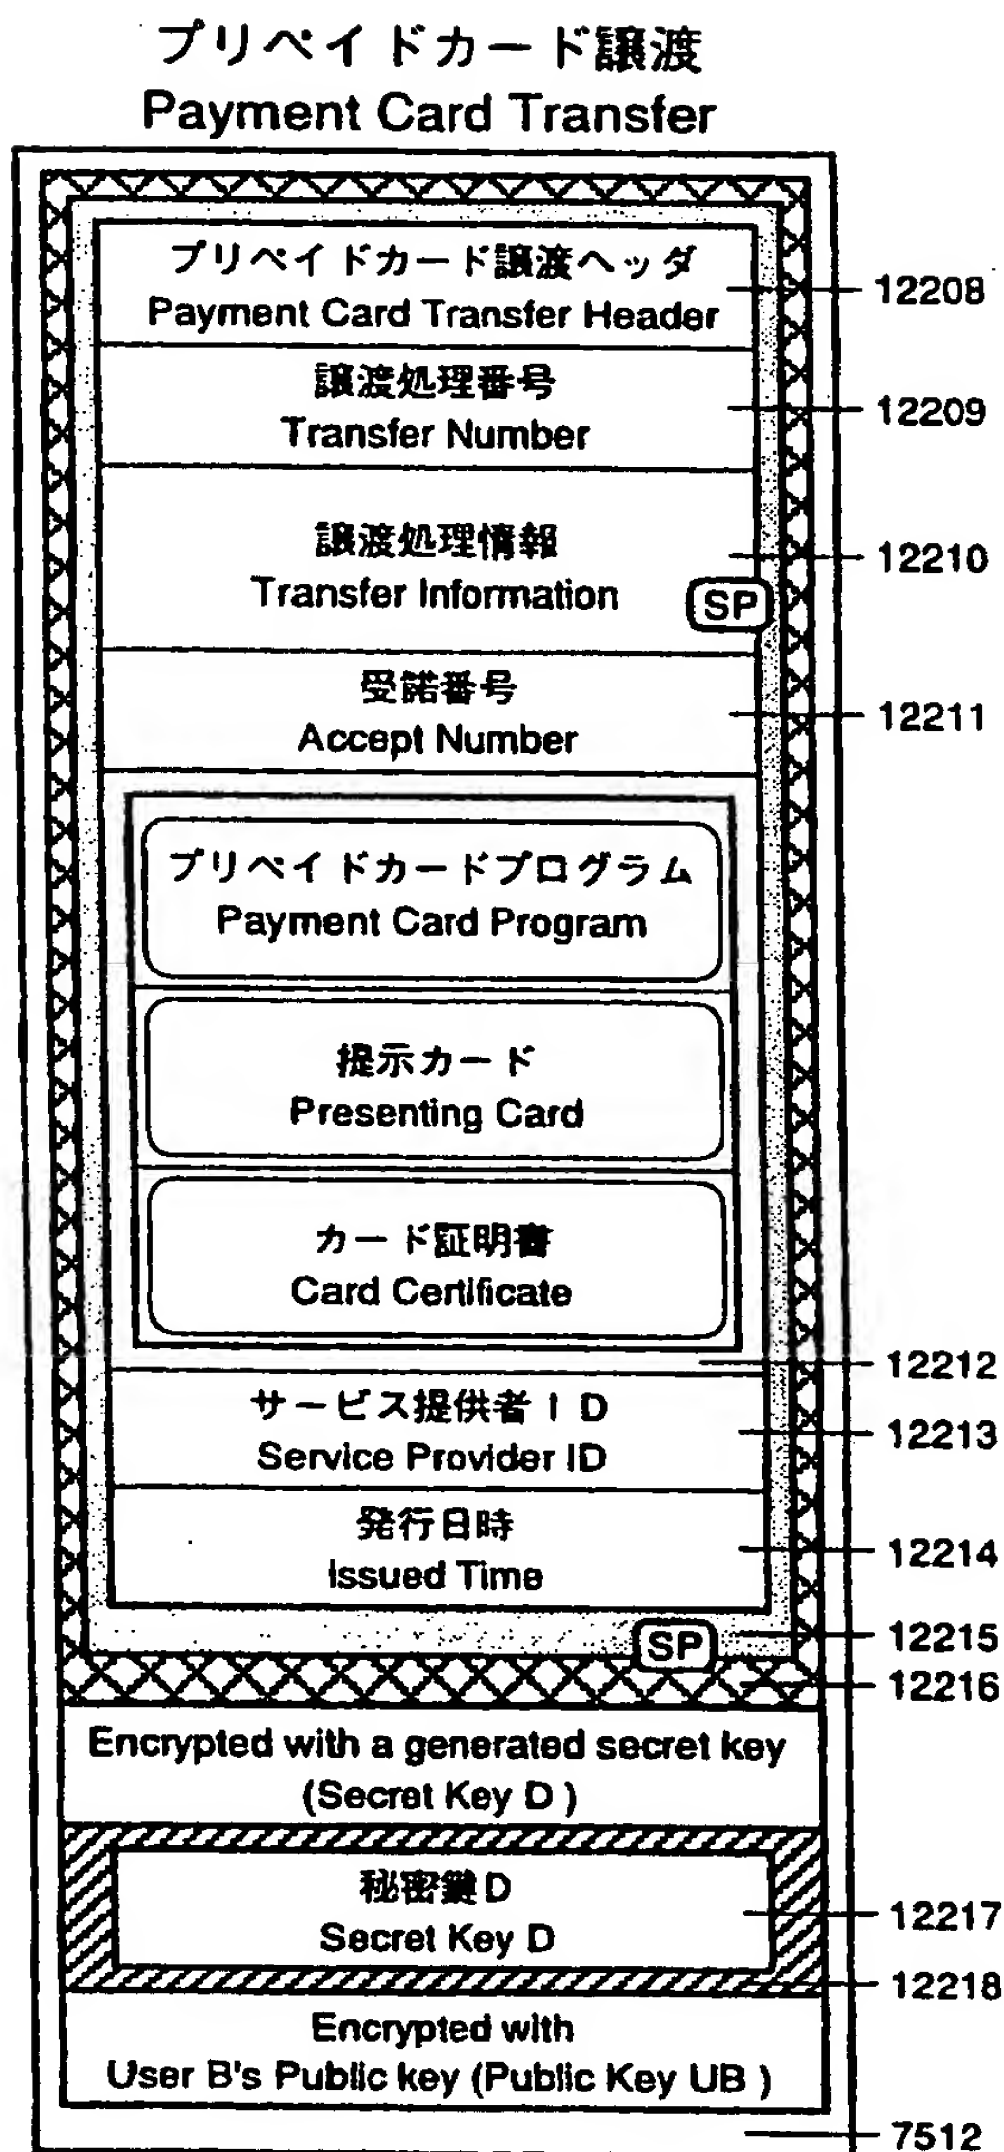 プリペイドカード譲渡
Payment Card Transfer
プリペイドカード譲渡ヘッダ
Payment Card Transfer Header
12208
譲渡処理番号
Transfer Number
12209
譲渡処理情報
Transfer Information
12210
SP
受諾番号
Accept Number
12211
プリペイドカードプログラム
Payment Card Program
提示カード
Presenting Card
カード証明書
Card Certificate
12212
サービス提供者ID
Service Provider ID
12213
発行日時
Issued Time
12214
SP
12215
12216
Encrypted with a generated secret key
(Secret Key D )
秘密鍵D
Secret Key D
12217
12218
Encrypted with
User B's Public key (Public Key UB )
7512